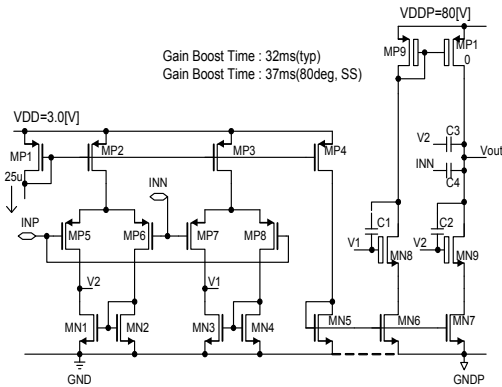 VDDP=80[V]
MP9
MP1
0
Gain Boost Time : 32ms(typ)
Gain Boost Time : 37ms(80deg, SS)
VDD=3.0[V]
MP1
MP2
MP3
MP4
V2
C3
Vout
25u
INN
INN
C4
INP
MP5
MP6
MP7
MP8
C1
C2
V1
MN8
V2
MN9
V2
V1
MN1
MN2
MN3
MN4
MN5
MN6
MN7
GND
GNDP